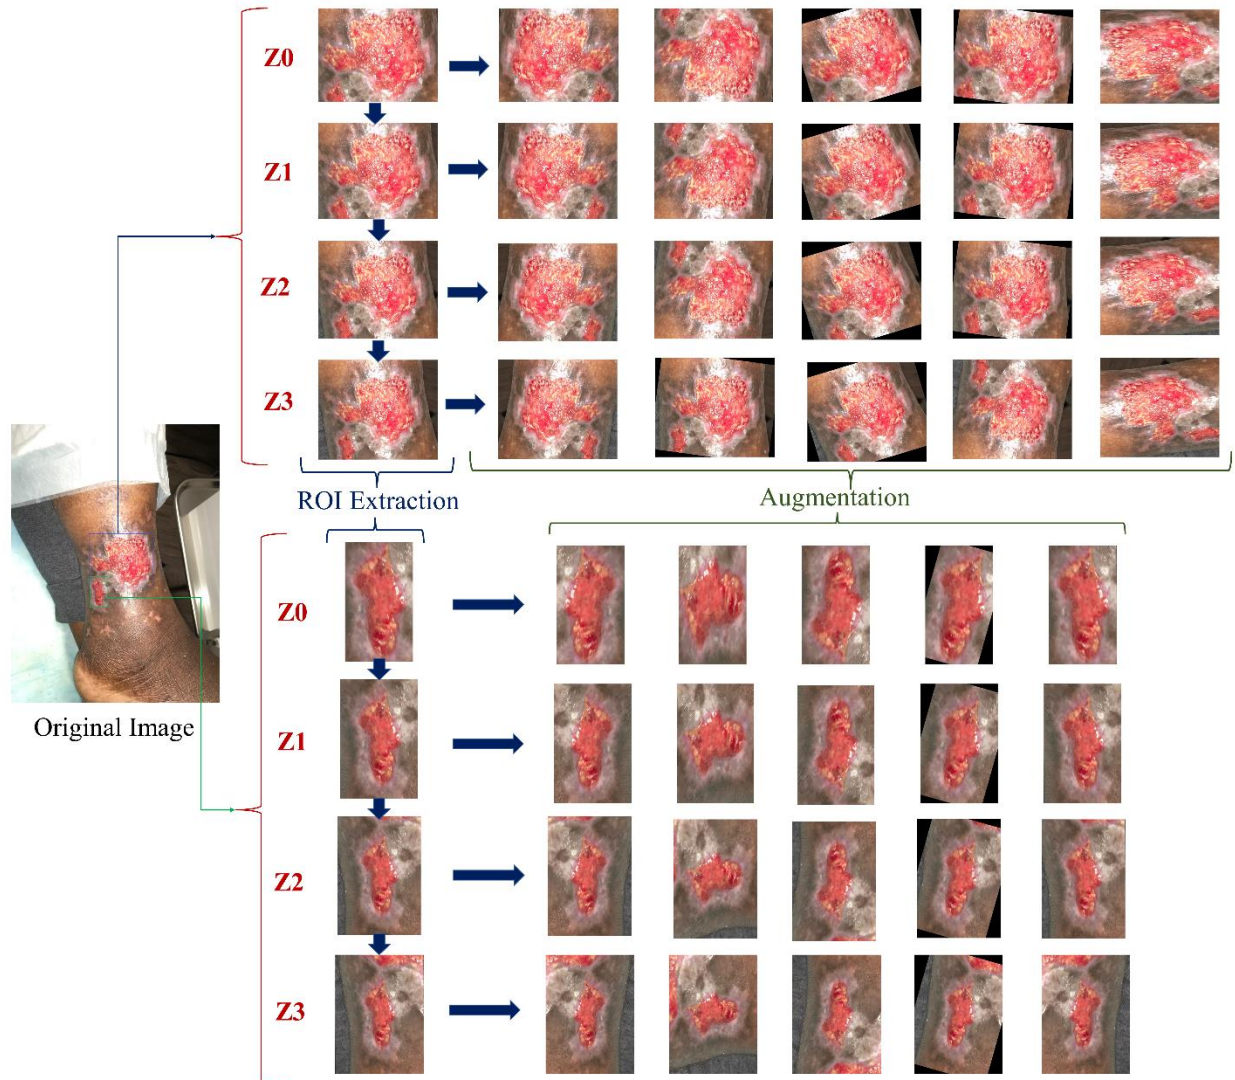 Z0
Z1
Z2
Z3
ROI Extraction
Augmentation
Original Image
Z0
Z1
Z2
Z3